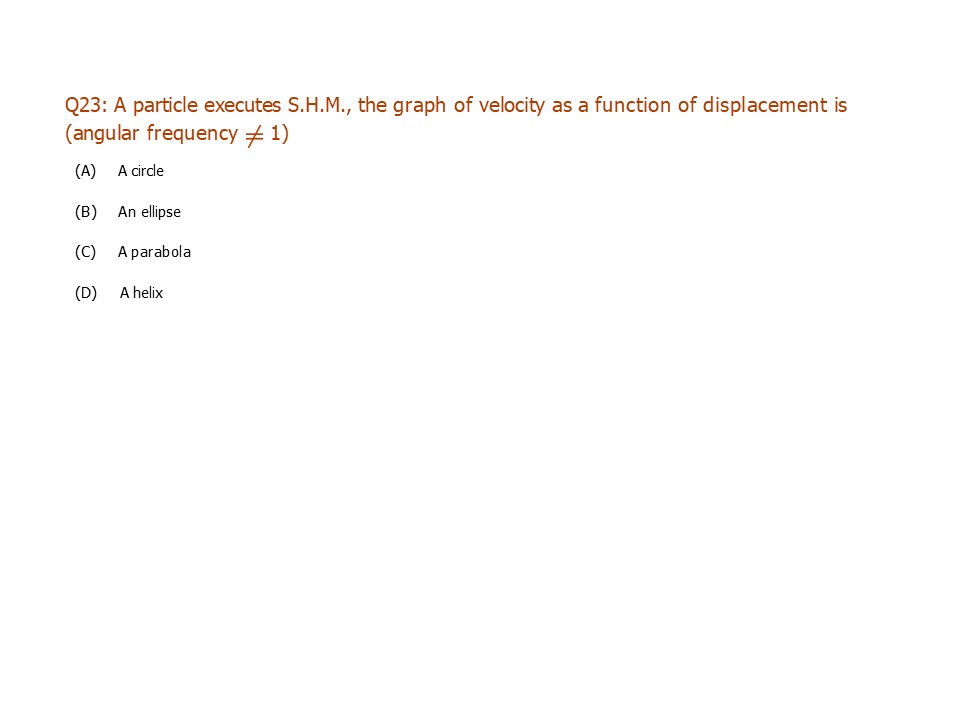 Q23: A particle executes S.H.M., the graph of velocity as a function of displacement is
(angular frequency ≠ 1)
(A) A circle
(B) An ellipse
(C) A parabola
(D) A helix